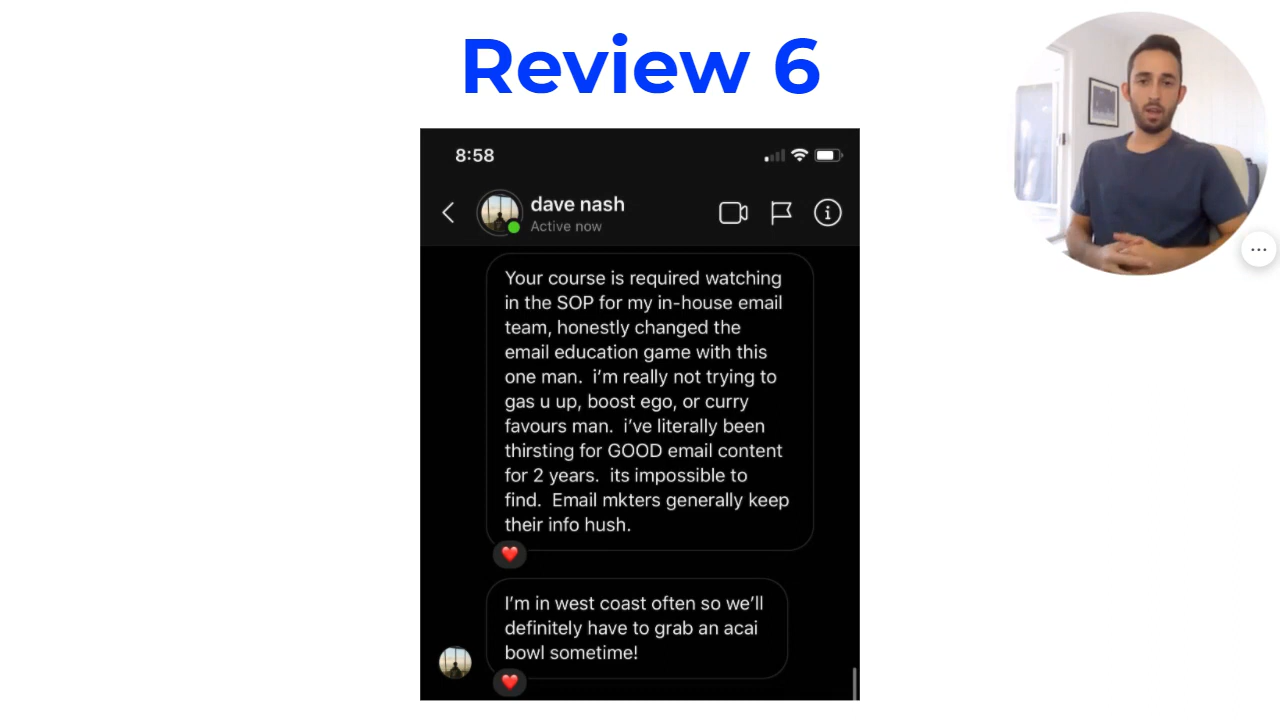 Review 6
8:58
dave nash
Active now
Your course is required watching
in the SOP for my in-house email
team, honestly changed the
email education game with this
one man.  i’m really not trying to
gas u up, boost ego, or curry
favours man.  i’ve literally been
thirsting for GOOD email content
for 2 years.  its impossible to
find.  Email mkters generally keep
their info hush.
I’m in west coast often so we’ll
definitely have to grab an acai
bowl sometime!